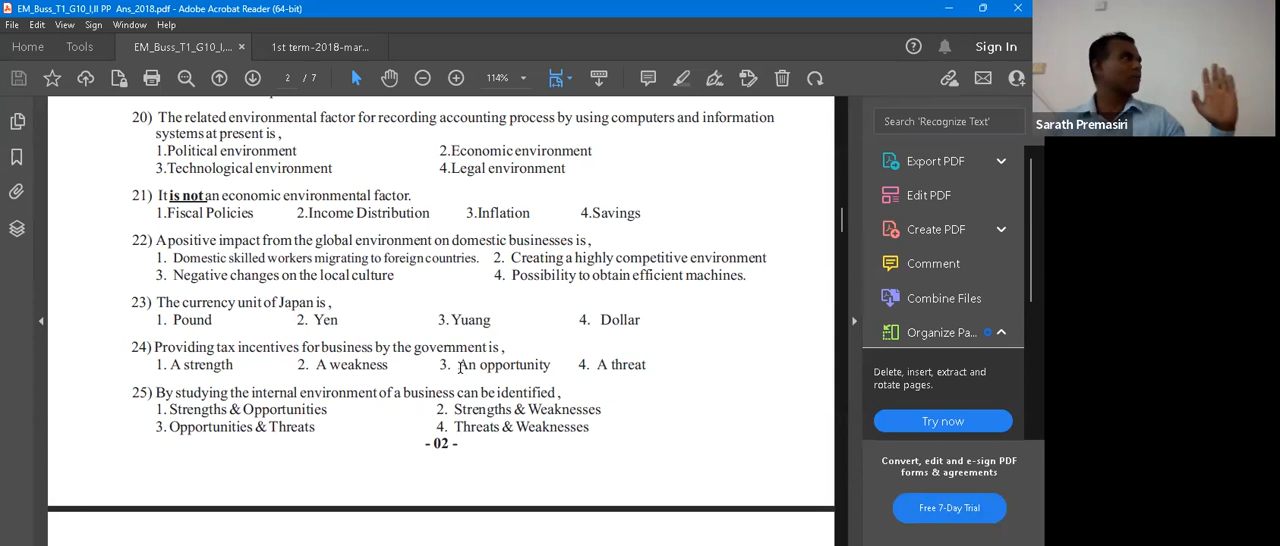 EM_Buss_T1_G10_I,II PP Ans_2018.pdf - Adobe Acrobat Reader (64-bit)
File Edit View Sign Window Help
Home Tools EM_Buss_T1_G10_I,... × 1st term-2018-mar... Sign In
2 / 7 114%
20) The related environmental factor for recording accounting process by using computers and information
systems at present is ,
1.Political environment 2.Economic environment
3.Technological environment 4.Legal environment
21) It is not an economic environmental factor.
1.Fiscal Policies 2.Income Distribution 3.Inflation 4.Savings
22) A positive impact from the global environment on domestic businesses is ,
1. Domestic skilled workers migrating to foreign countries. 2. Creating a highly competitive environment
3. Negative changes on the local culture 4. Possibility to obtain efficient machines.
23) The currency unit of Japan is ,
1. Pound 2. Yen 3.Yuang 4. Dollar
24) Providing tax incentives for business by the government is ,
1. A strength 2. A weakness 3. An opportunity 4. A threat
25) By studying the internal environment of a business can be identified ,
1. Strengths & Opportunities 2. Strengths & Weaknesses
3. Opportunities & Threats 4. Threats & Weaknesses
- 02 -
Search 'Recognize Text'
Export PDF
Edit PDF
Create PDF
Comment
Combine Files
Organize Pa...
Delete, insert, extract and
rotate pages.
Try now
Convert, edit and e-sign PDF
forms & agreements
Free 7-Day Trial
Sarath Premasiri